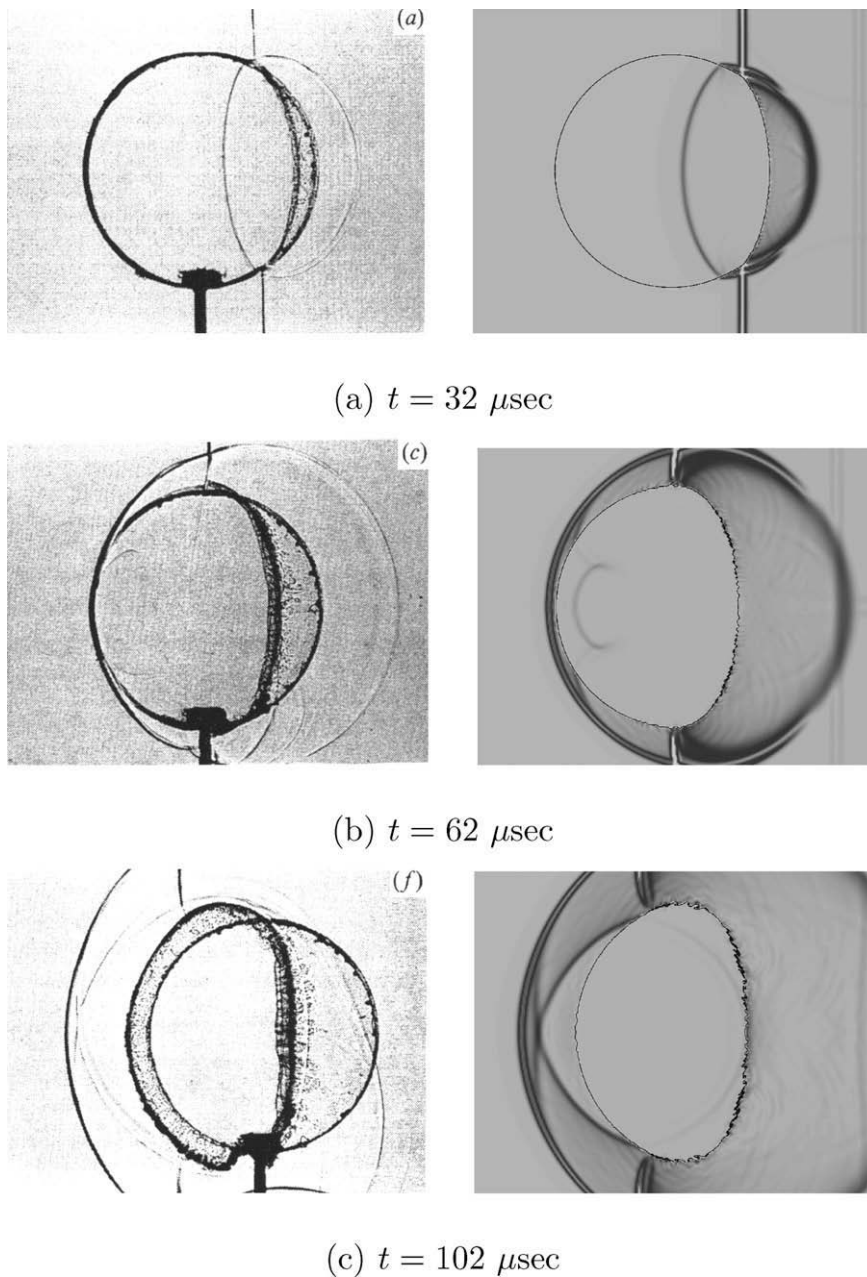 (a)
(a) t = 32 μsec
(c)
(b) t = 62 μsec
(f)
(c) t = 102 μsec